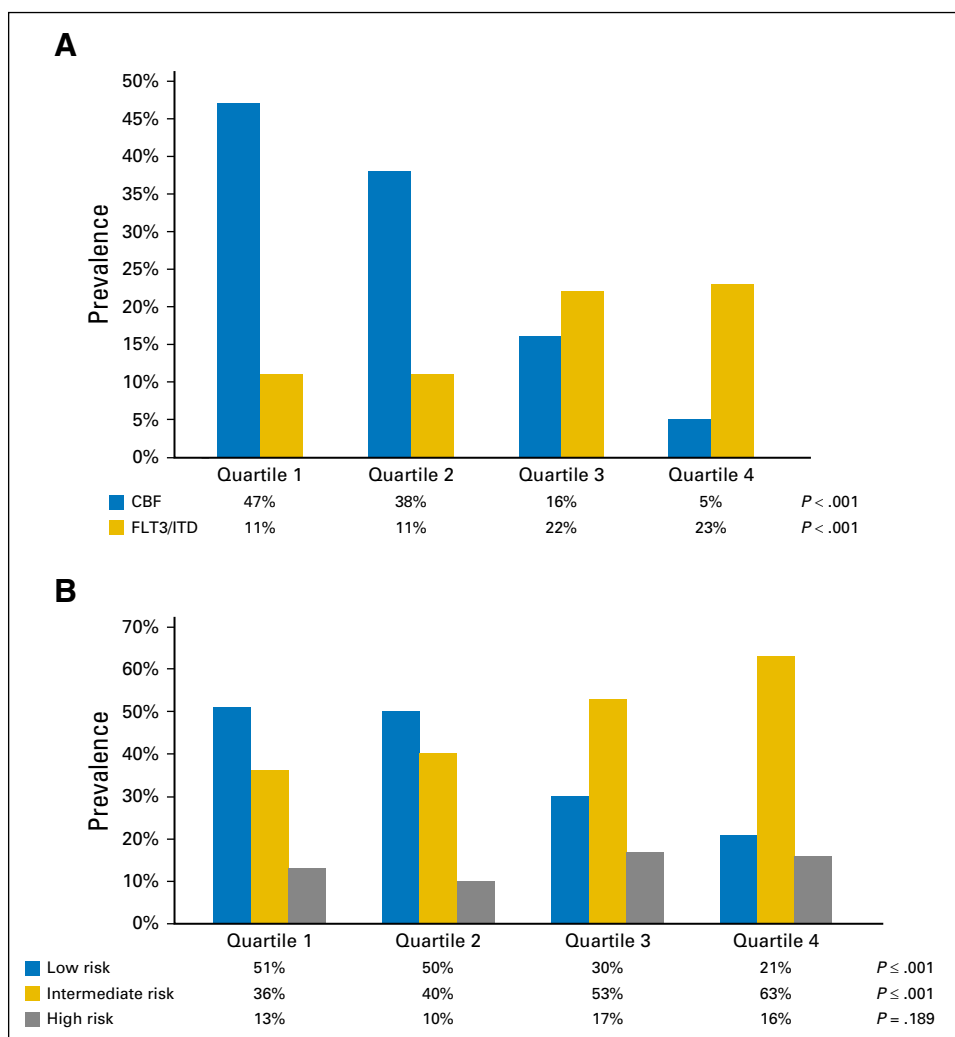 A
50%
45%
40%
35%
30%
25%
20%
15%
10%
5%
0%
Prevalence
Quartile 1 Quartile 2 Quartile 3 Quartile 4
CBF 47% 38% 16% 5% P < .001
FLT3/ITD 11% 11% 22% 23% P < .001
B
70%
60%
50%
40%
30%
20%
10%
0%
Prevalence
Quartile 1 Quartile 2 Quartile 3 Quartile 4
Low risk 51% 50% 30% 21% P ≤ .001
Intermediate risk 36% 40% 53% 63% P ≤ .001
High risk 13% 10% 17% 16% P = .189